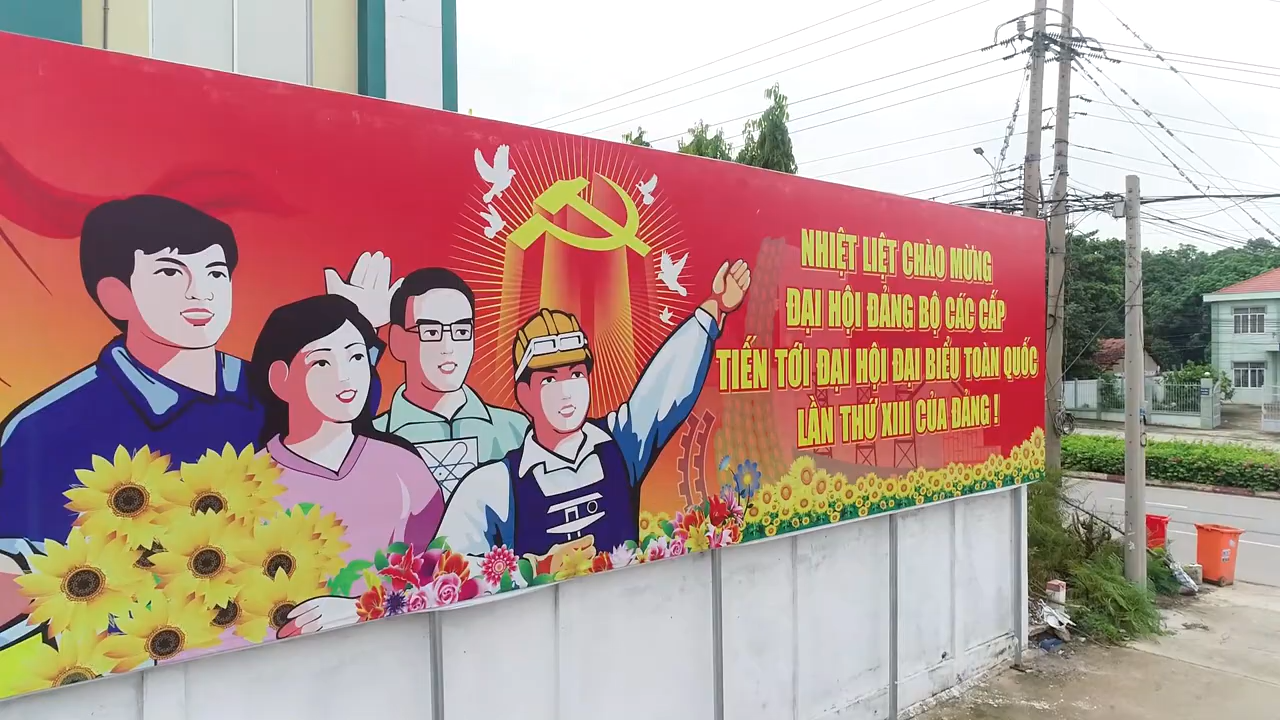 NHIỆT LIỆT CHÀO MỪNG
ĐẠI HỘI ĐẢNG BỘ CÁC CẤP
TIẾN TỚI ĐẠI HỘI ĐẠI BIỂU TOÀN QUỐC
LẦN THỨ XIII CỦA ĐẢNG !